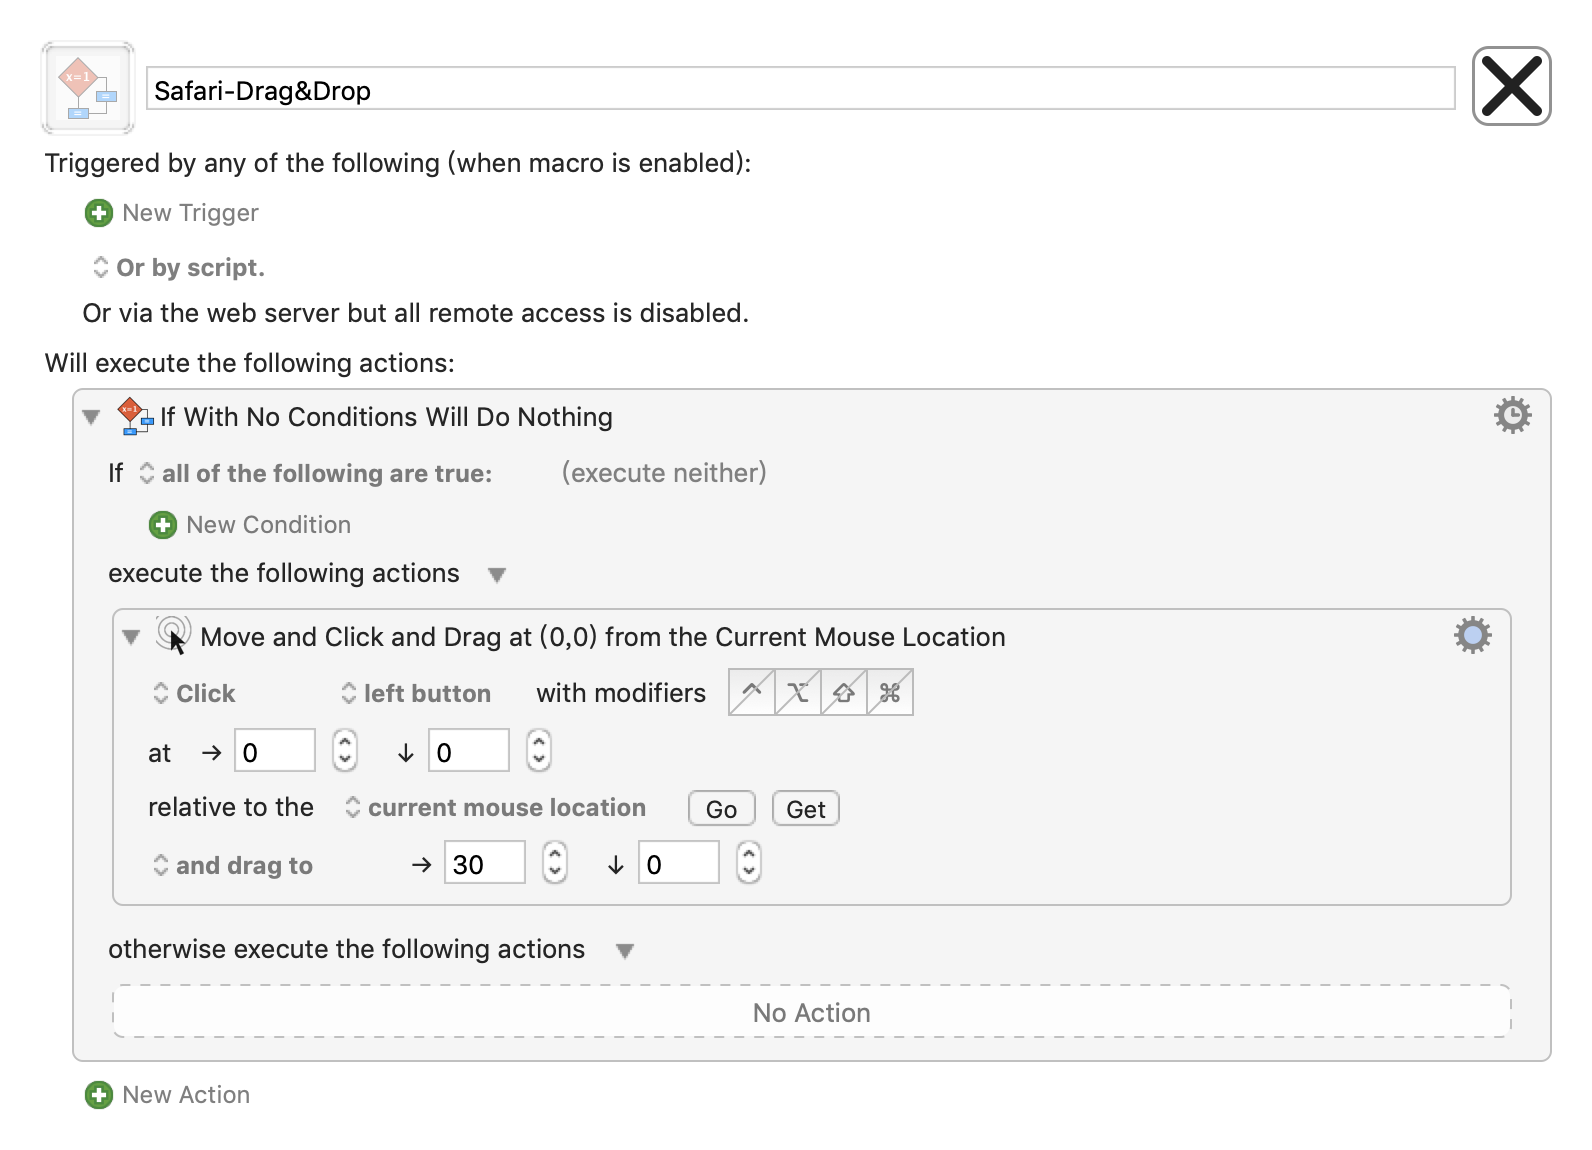 x=1
Safari-Drag&Drop
Triggered by any of the following (when macro is enabled):
New Trigger
Or by script.
Or via the web server but all remote access is disabled.
Will execute the following actions:
x=1 If With No Conditions Will Do Nothing
If all of the following are true: (execute neither)
New Condition
execute the following actions
Move and Click and Drag at (0,0) from the Current Mouse Location
Click left button with modifiers ^ ⌥ ⇧ ⌘
at → 0 ↓ 0
relative to the current mouse location Go Get
and drag to → 30 ↓ 0
otherwise execute the following actions
No Action
New Action